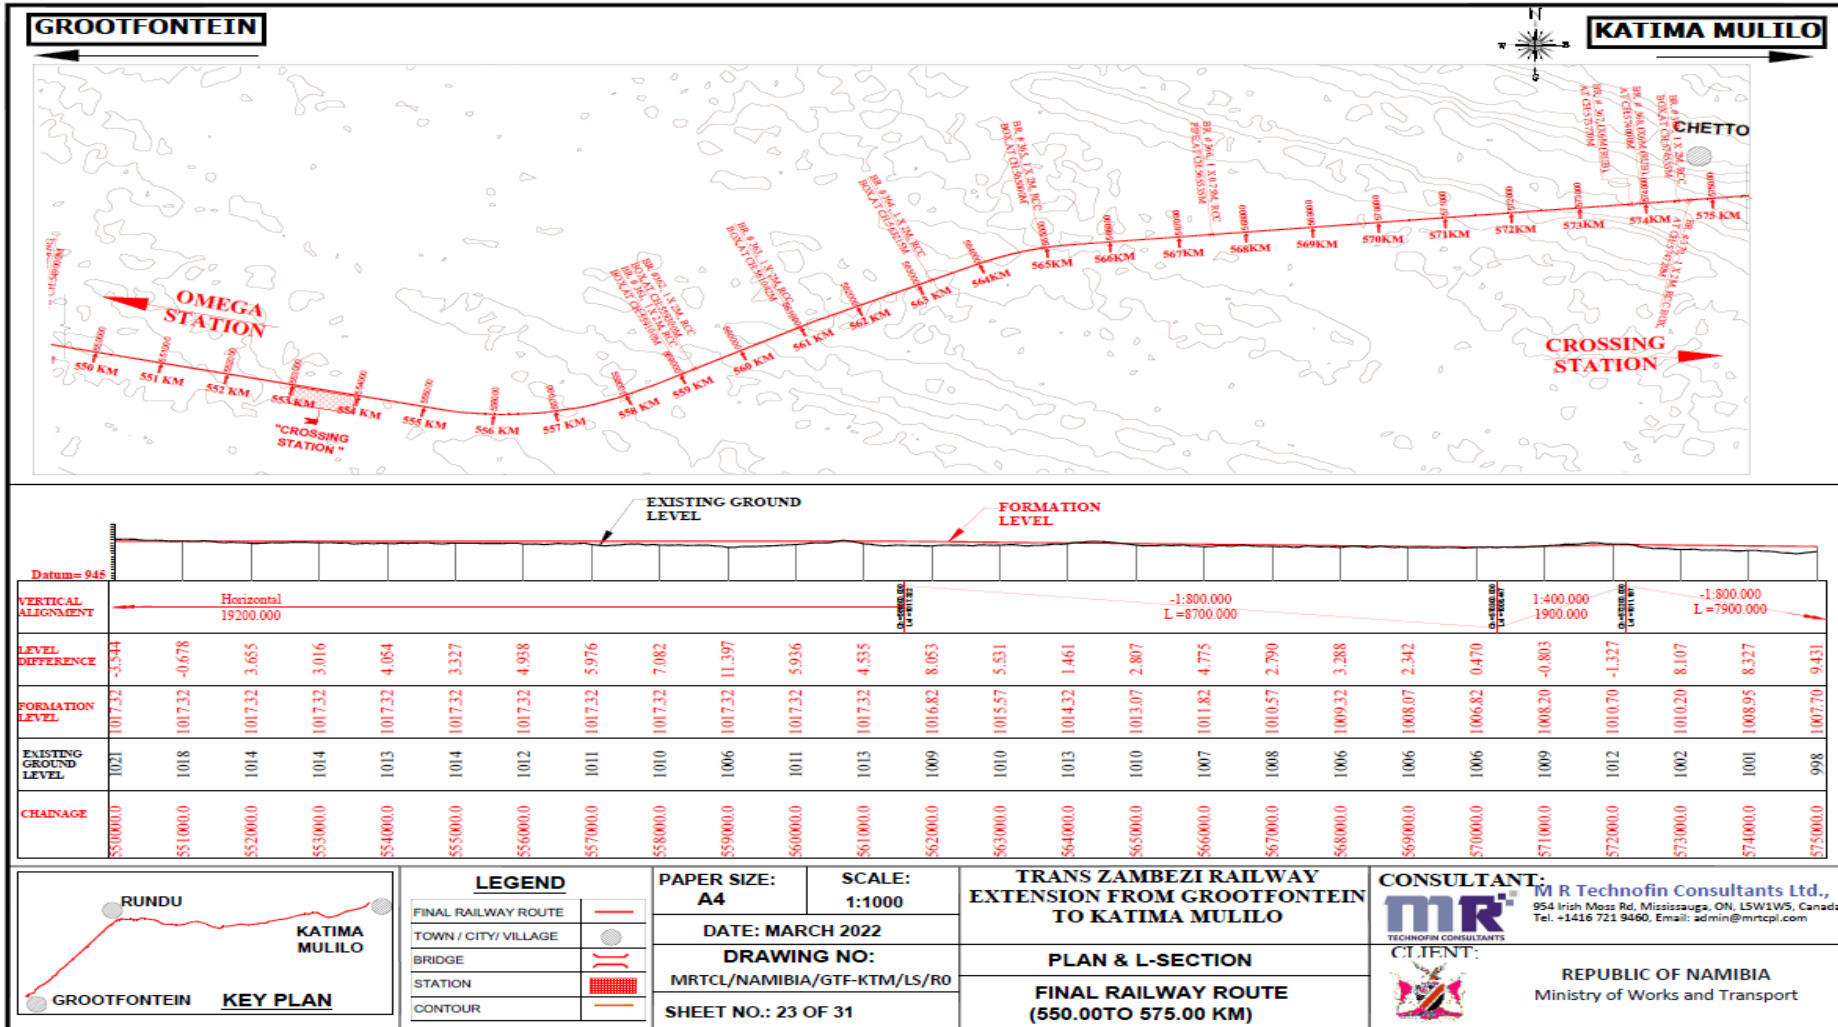 GROOTFONTEIN
N
W
E
S
KATIMA MULILO
CHETTO
OMEGA
STATION
CROSSING
STATION
"CROSSING
STATION "
550 KM
551 KM
552 KM
553 KM
554 KM
555 KM
556 KM
557 KM
558 KM
559 KM
560 KM
561 KM
562 KM
563 KM
564KM
565KM
566KM
567KM
568KM
569KM
570KM
571KM
572KM
573KM
574KM
575 KM
EXISTING GROUND
LEVEL
FORMATION
LEVEL
Datum= 945
VERTICAL
ALIGNMENT
Horizontal
19200.000
-1:800.000
L =8700.000
1:400.000
1900.000
-1:800.000
L =7900.000
LEVEL
DIFFERENCE
-3.544 -0.678 3.655 3.016 4.054 3.327 4.938 5.976 7.082 11.397 5.936 4.535 8.053 5.531 1.461 2.807 4.775 2.790 3.288 2.342 0.470 -0.803 -1.327 8.107 8.327 9.431
FORMATION
LEVEL
1017.32 1017.32 1017.32 1017.32 1017.32 1017.32 1017.32 1017.32 1017.32 1017.32 1017.32 1017.32 1016.82 1015.57 1014.32 1013.07 1011.82 1010.57 1009.32 1008.07 1006.82 1008.20 1010.70 1010.20 1008.95 1007.70
EXISTING
GROUND
LEVEL
1021 1018 1014 1014 1013 1014 1012 1011 1010 1006 1011 1013 1009 1010 1013 1010 1007 1008 1006 1006 1006 1009 1012 1002 1001 998
CHAINAGE
550000.0 551000.0 552000.0 553000.0 554000.0 555000.0 556000.0 557000.0 558000.0 559000.0 560000.0 561000.0 562000.0 563000.0 564000.0 565000.0 566000.0 567000.0 568000.0 569000.0 570000.0 571000.0 572000.0 573000.0 574000.0 575000.0
RUNDU
KATIMA
MULILO
GROOTFONTEIN
KEY PLAN
LEGEND
FINAL RAILWAY ROUTE
TOWN / CITY/ VILLAGE
BRIDGE
STATION
CONTOUR
PAPER SIZE:
A4
SCALE:
1:1000
DATE: MARCH 2022
DRAWING NO:
MRTCL/NAMIBIA/GTF-KTM/LS/R0
SHEET NO.: 23 OF 31
TRANS ZAMBEZI RAILWAY
EXTENSION FROM GROOTFONTEIN
TO KATIMA MULILO
PLAN & L-SECTION
FINAL RAILWAY ROUTE
(550.00TO 575.00 KM)
CONSULTANT:
MR
TECHNOFIN CONSULTANTS
M R Technofin Consultants Ltd.,
954 Irish Moss Rd, Mississauga, ON, L5W1W5, Canada
Tel. +1416 721 9460, Email: admin@mrtcpl.com
CLIENT:
REPUBLIC OF NAMIBIA
Ministry of Works and Transport